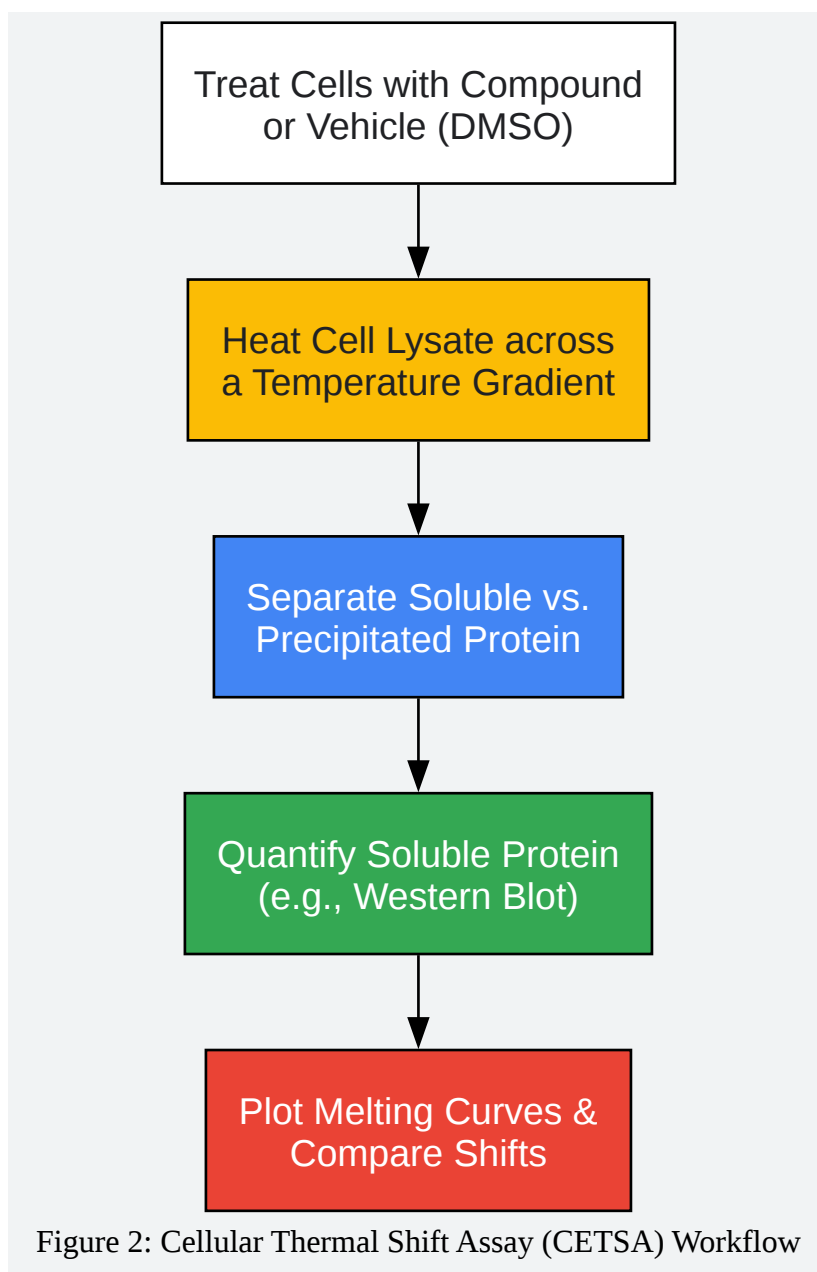 Treat Cells with Compound
or Vehicle (DMSO)
Heat Cell Lysate across
a Temperature Gradient
Separate Soluble vs.
Precipitated Protein
Quantify Soluble Protein
(e.g., Western Blot)
Plot Melting Curves &
Compare Shifts
Figure 2: Cellular Thermal Shift Assay (CETSA) Workflow